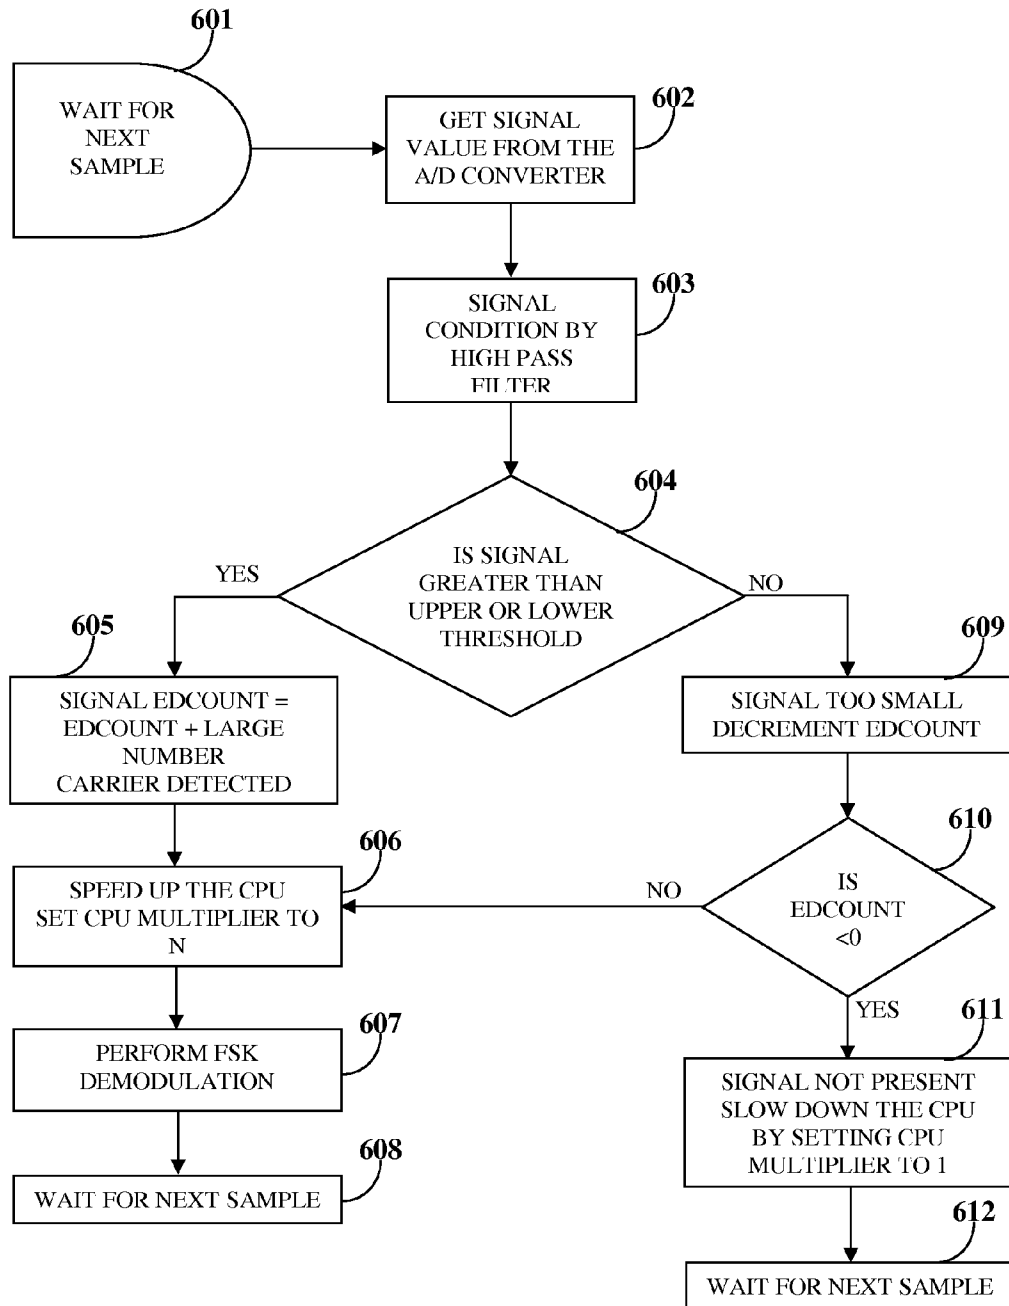 601
WAIT FOR
NEXT
SAMPLE
602
GET SIGNAL
VALUE FROM THE
A/D CONVERTER
603
SIGNAL
CONDITION BY
HIGH PASS
FILTER
604
IS SIGNAL
GREATER THAN
UPPER OR LOWER
THRESHOLD
YES
NO
605
SIGNAL EDCOUNT =
EDCOUNT + LARGE
NUMBER
CARRIER DETECTED
609
SIGNAL TOO SMALL
DECREMENT EDCOUNT
606
SPEED UP THE CPU
SET CPU MULTIPLIER TO
N
610
IS
EDCOUNT
<0
NO
YES
607
PERFORM FSK
DEMODULATION
611
SIGNAL NOT PRESENT
SLOW DOWN THE CPU
BY SETTING CPU
MULTIPLIER TO 1
608
WAIT FOR NEXT SAMPLE
612
WAIT FOR NEXT SAMPLE